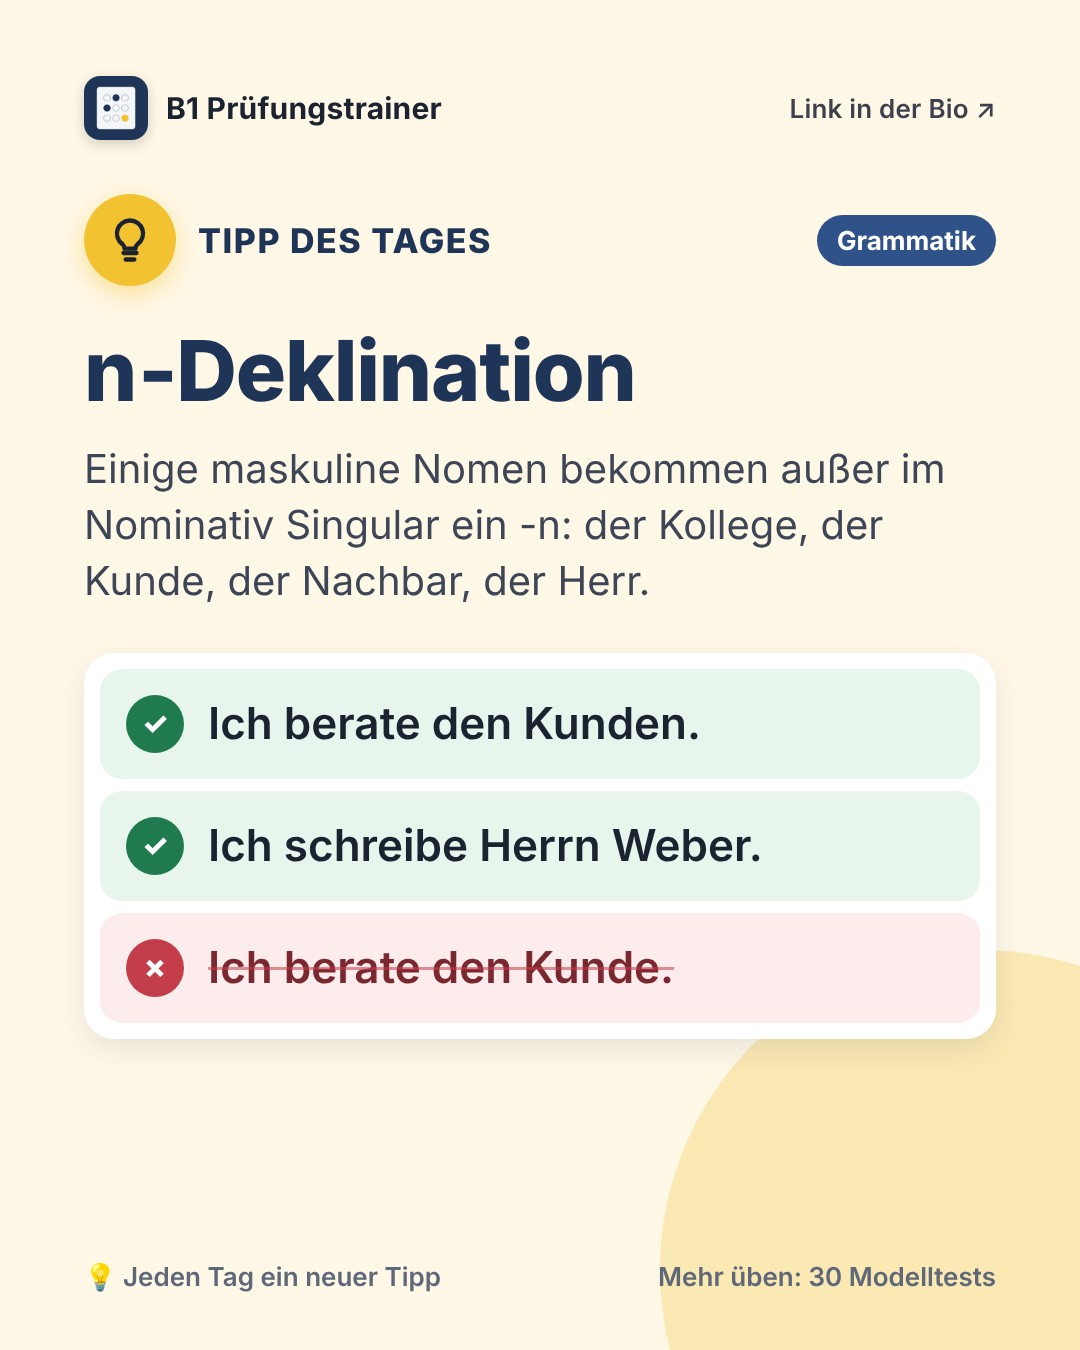 B1 Prüfungstrainer
Link in der Bio ↗
TIPP DES TAGES
Grammatik
n-Deklination
Einige maskuline Nomen bekommen außer im
Nominativ Singular ein -n: der Kollege, der
Kunde, der Nachbar, der Herr.
Ich berate den Kunden.
Ich schreibe Herrn Weber.
Ich berate den Kunde.
💡 Jeden Tag ein neuer Tipp
Mehr üben: 30 Modelltests